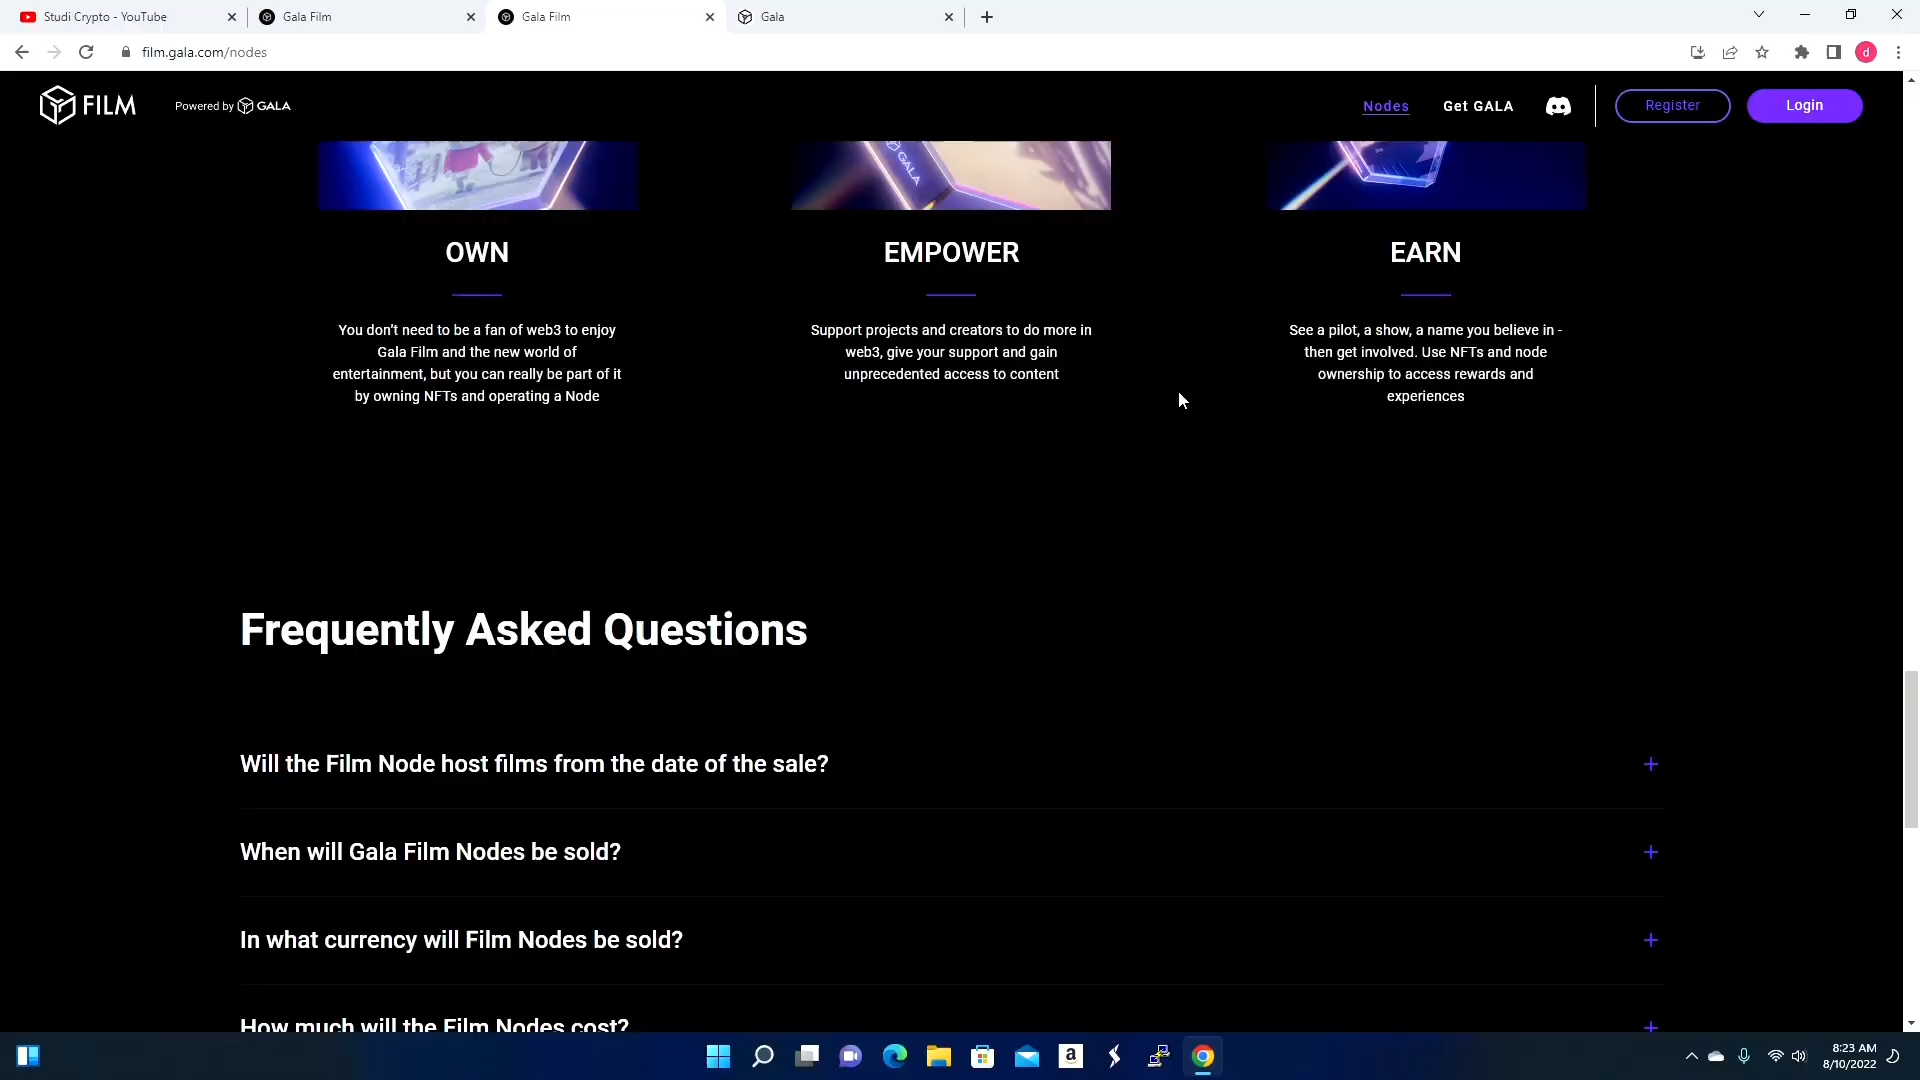 Studi Crypto - YouTube
Gala Film
Gala Film
Gala
film.gala.com/nodes
FILM
Powered by GALA
Nodes
Get GALA
Register
Login
d
GALA
OWN
EMPOWER
EARN
You don't need to be a fan of web3 to enjoy
Gala Film and the new world of
entertainment, but you can really be part of it
by owning NFTs and operating a Node
Support projects and creators to do more in
web3, give your support and gain
unprecedented access to content
See a pilot, a show, a name you believe in -
then get involved. Use NFTs and node
ownership to access rewards and
experiences
Frequently Asked Questions
Will the Film Node host films from the date of the sale?
When will Gala Film Nodes be sold?
In what currency will Film Nodes be sold?
How much will the Film Nodes cost?
a
8:23 AM
8/10/2022